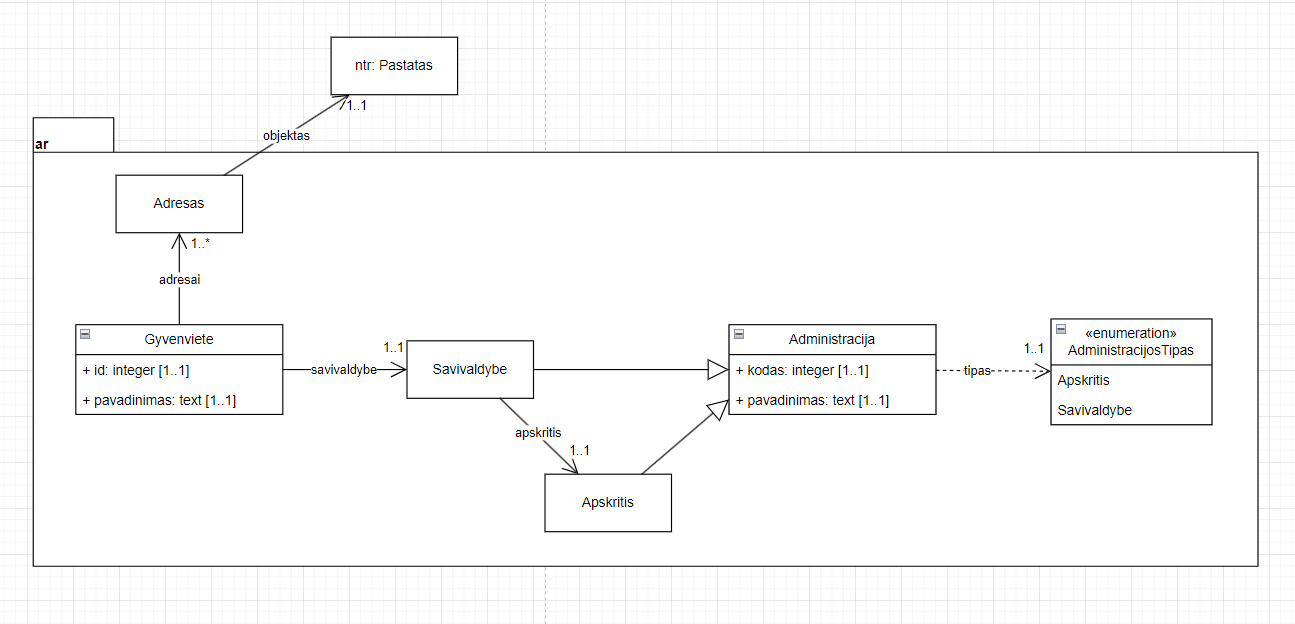 ntr: Pastatas
1..1
objektas
ar
Adresas
1..*
adresai
Gyvenviete
+ id: integer [1..1]
+ pavadinimas: text [1..1]
savivaldybe
1..1
Savivaldybe
apskritis
1..1
Apskritis
Administracija
+ kodas: integer [1..1]
+ pavadinimas: text [1..1]
tipas
1..1
«enumeration»
AdministracijosTipas
Apskritis
Savivaldybe